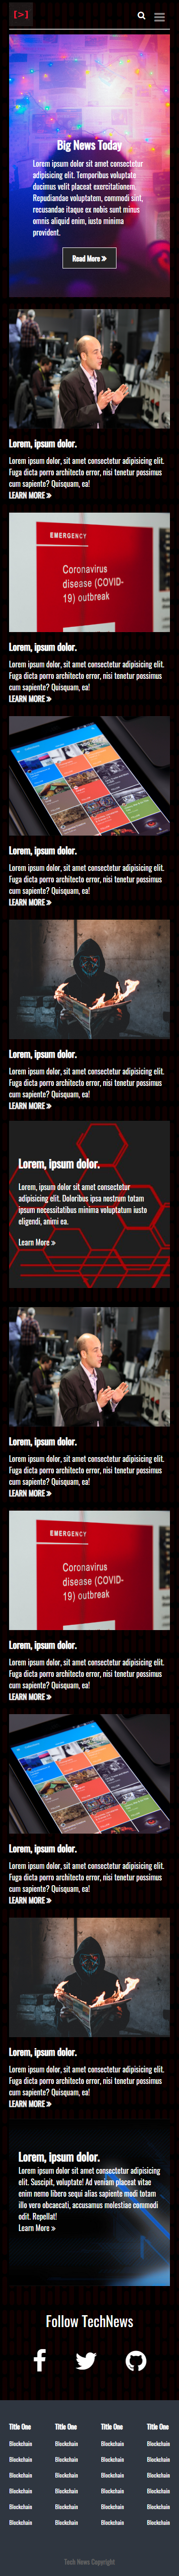 [>]
Big News Today
Lorem ipsum dolor sit amet consectetur
adipisicing elit. Temporibus voluptate
ducimus velit placeat exercitationem.
Repudiandae voluptatem, commodi sint,
recusandae itaque ex nobis sunt minus
omnis aliquid enim, iusto minima
provident.
Read More »
Lorem, ipsum dolor.
Lorem ipsum dolor, sit amet consectetur adipisicing elit.
Fuga dicta porro architecto error, nisi tenetur possimus
cum sapiente? Quisquam, ea!
LEARN MORE »
EMERGENCY
Coronavirus
disease (COVID-
19) outbreak
Lorem, ipsum dolor.
Lorem ipsum dolor, sit amet consectetur adipisicing elit.
Fuga dicta porro architecto error, nisi tenetur possimus
cum sapiente? Quisquam, ea!
LEARN MORE »
Lorem, ipsum dolor.
Lorem ipsum dolor, sit amet consectetur adipisicing elit.
Fuga dicta porro architecto error, nisi tenetur possimus
cum sapiente? Quisquam, ea!
LEARN MORE »
Lorem, ipsum dolor.
Lorem ipsum dolor, sit amet consectetur adipisicing elit.
Fuga dicta porro architecto error, nisi tenetur possimus
cum sapiente? Quisquam, ea!
LEARN MORE »
Lorem, ipsum dolor.
Lorem, ipsum dolor sit amet consectetur
adipisicing elit. Doloribus ipsa nostrum totam
ipsum necessitatibus minima voluptatum iusto
eligendi, animi ea.
Learn More »
Lorem, ipsum dolor.
Lorem ipsum dolor, sit amet consectetur adipisicing elit.
Fuga dicta porro architecto error, nisi tenetur possimus
cum sapiente? Quisquam, ea!
LEARN MORE »
EMERGENCY
Coronavirus
disease (COVID-
19) outbreak
Lorem, ipsum dolor.
Lorem ipsum dolor, sit amet consectetur adipisicing elit.
Fuga dicta porro architecto error, nisi tenetur possimus
cum sapiente? Quisquam, ea!
LEARN MORE »
Lorem, ipsum dolor.
Lorem ipsum dolor, sit amet consectetur adipisicing elit.
Fuga dicta porro architecto error, nisi tenetur possimus
cum sapiente? Quisquam, ea!
LEARN MORE »
Lorem, ipsum dolor.
Lorem ipsum dolor, sit amet consectetur adipisicing elit.
Fuga dicta porro architecto error, nisi tenetur possimus
cum sapiente? Quisquam, ea!
LEARN MORE »
Lorem, ipsum dolor.
Lorem ipsum dolor sit amet consectetur, adipisicing
elit. Suscipit, voluptate! Ad veniam placeat vitae
enim nemo libero sequi alias sapiente modi totam
illo vero obcaecati, accusamus molestiae commodi
odit. Repellat!
Learn More »
Follow TechNews
Title One Title One Title One Title One
Blockchain Blockchain Blockchain Blockchain
Blockchain Blockchain Blockchain Blockchain
Blockchain Blockchain Blockchain Blockchain
Blockchain Blockchain Blockchain Blockchain
Blockchain Blockchain Blockchain Blockchain
Blockchain Blockchain Blockchain Blockchain
Tech News Copyright